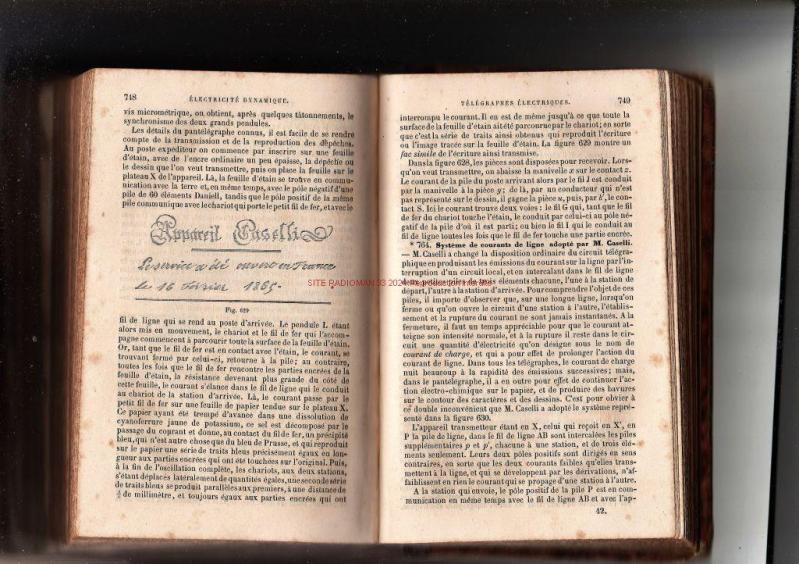 748
ÉLECTRICITÉ DYNAMIQUE.
vis micrométrique, on obtient, après quelques tâtonnements, le
synchronisme des deux grands pendules.
Les détails du pantélégraphe connus, il est facile de se rendre
compte de la transmission et de la reproduction des dépêches.
Au poste expéditeur on commence par inscrire sur une feuille
d'étain, avec de l'encre ordinaire un peu épaisse, la dépêche ou
le dessin que l'on veut transmettre, puis on place la feuille sur le
plateau X de l'appareil. Là, la feuille d'étain se trouve en commu-
nication avec la terre et, en même temps, avec le pôle négatif d'une
pile de 60 éléments Daniell, tandis que le pôle positif de la même
pile communique avec le chariot qui porte le petit fil de fer, et avec le
Appareil Caselli
Le service a été ouvert en France
le 16 février 1865.
Fig. 629
fil de ligne qui se rend au poste d'arrivée. Le pendule L étant
alors mis en mouvement, le chariot et le fil de fer qui l'accom-
pagne commencent à parcourir toute la surface de la feuille d'étain.
Or, tant que le fil de fer est en contact avec l'étain, le courant, se
trouvant fermé par celui-ci, retourne à la pile; au contraire,
toutes les fois que le fil de fer rencontre les parties encrées de la
feuille d'étain, la résistance devenant plus grande du côté de
cette feuille, le courant s'élance dans le fil de ligne qui le conduit
au chariot de la station d'arrivée. Là, le courant passe par le
petit fil de fer sur une feuille de papier tendue sur le plateau X.
Ce papier ayant été trempé d'avance dans une dissolution de
cyanoferrure jaune de potassium, ce sel est décomposé par le
passage du courant et donne, au contact du fil de fer, un précipité
bleu, qui n'est autre chose que du bleu de Prusse, et qui reproduit
sur le papier une série de traits bleus précisément égaux en lon-
gueur aux parties encrées qui ont été touchées sur l'original. Puis,
à la fin de l'oscillation complète, les chariots, aux deux stations,
s'étant déplacés latéralement de quantités égales, une seconde série
de traits bleus se produit parallèles aux premiers, à une distance de
de millimètre, et toujours égaux aux parties encrées qui ont
TÉLÉGRAPHES ÉLECTRIQUES.
749
interrompu le courant. Il en est de même jusqu'à ce que toute la
surface de la feuille d'étain ait été parcourue par le chariot; en sorte
que c'est la série de traits ainsi obtenus qui reproduit l'écriture
ou l'image tracée sur la feuille d'étain. La figure 629 montre un
fac simile de l'écriture ainsi transmise.
Dans la figure 628, les pièces sont disposées pour recevoir. Lors-
qu'on veut transmettre, on abaisse la manivelle x sur le contact z.
Le courant de la pile du poste arrivant alors par le fil J est conduit
par la manivelle à la pièce y; de là, par un conducteur qui n'est
pas représenté sur le dessin, il gagne la pièce u, puis, par h', le con-
tact S. Ici le courant trouve deux voies : le fil G qui, tant que le fil
de fer du chariot touche l'étain, le conduit par celui-ci au pôle né-
gatif de la pile d'où il est parti; ou bien le fil I qui le conduit au
fil de ligne toutes les fois que le fil de fer touche une partie encrée.
* 764. Système de courants de ligne adopté par M. Caselli.
— M. Caselli a changé la disposition ordinaire du circuit télégra-
phique en produisant les émissions du courant sur la ligne par l'in-
terruption d'un circuit local, et en intercalant dans le fil de ligne
deux petites piles de trois éléments chacune, l'une à la station de
départ, l'autre à la station d'arrivée. Pour comprendre l'objet de ces
piles, il importe d'observer que, sur une longue ligne, lorsqu'on
ferme ou qu'on ouvre le circuit d'une station à l'autre, l'établis-
sement et la rupture du courant ne sont jamais instantanés. A la
fermeture, il faut un temps appréciable pour que le courant at-
teigne son intensité normale, et à la rupture il reste dans le cir-
cuit une quantité d'électricité qu'on désigne sous le nom de
courant de charge, et qui a pour effet de prolonger l'action du
courant de ligne. Dans tous les télégraphes, le courant de charge
nuit beaucoup à la rapidité des émissions successives; mais,
dans le pantélégraphe, il a en outre pour effet de continuer l'ac-
tion électro-chimique sur le papier, et de produire des bavures
sur le contour des caractères et des dessins. C'est pour obvier à
ce double inconvénient que M. Caselli a adopté le système repré-
senté dans la figure 630.
L'appareil transmetteur étant en X, celui qui reçoit en X', en
P la pile de ligne, dans le fil de ligne AB sont intercalées les piles
supplémentaires p et p', chacune à une station, et de trois élé-
ments seulement. Leurs deux pôles positifs sont dirigés en sens
contraires, en sorte que les deux courants faibles qu'elles trans-
mettent à la ligne, et qui se développent par les dérivations, n'af-
faiblissent en rien le courant qui se propage d'une station à l'autre.
A la station qui envoie, le pôle positif de la pile P est en com-
munication en même temps avec le fil de ligne AB et avec l'ap-
42.
SITE RADIOMAN 33 2024 Reproduction interdite